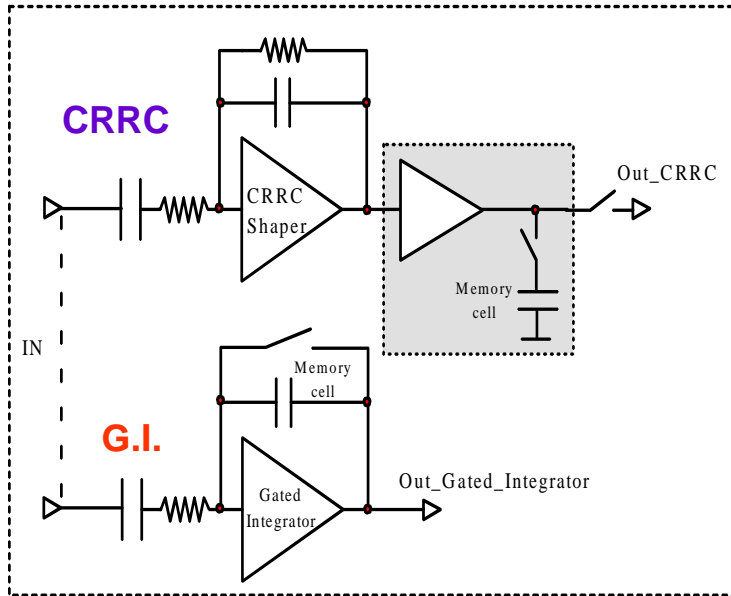 CRRC
CRRC
Shaper
Out_CRRC
Memory
cell
IN
Memory
cell
G.I.
Gated
Integrator
Out_Gated_Integrator